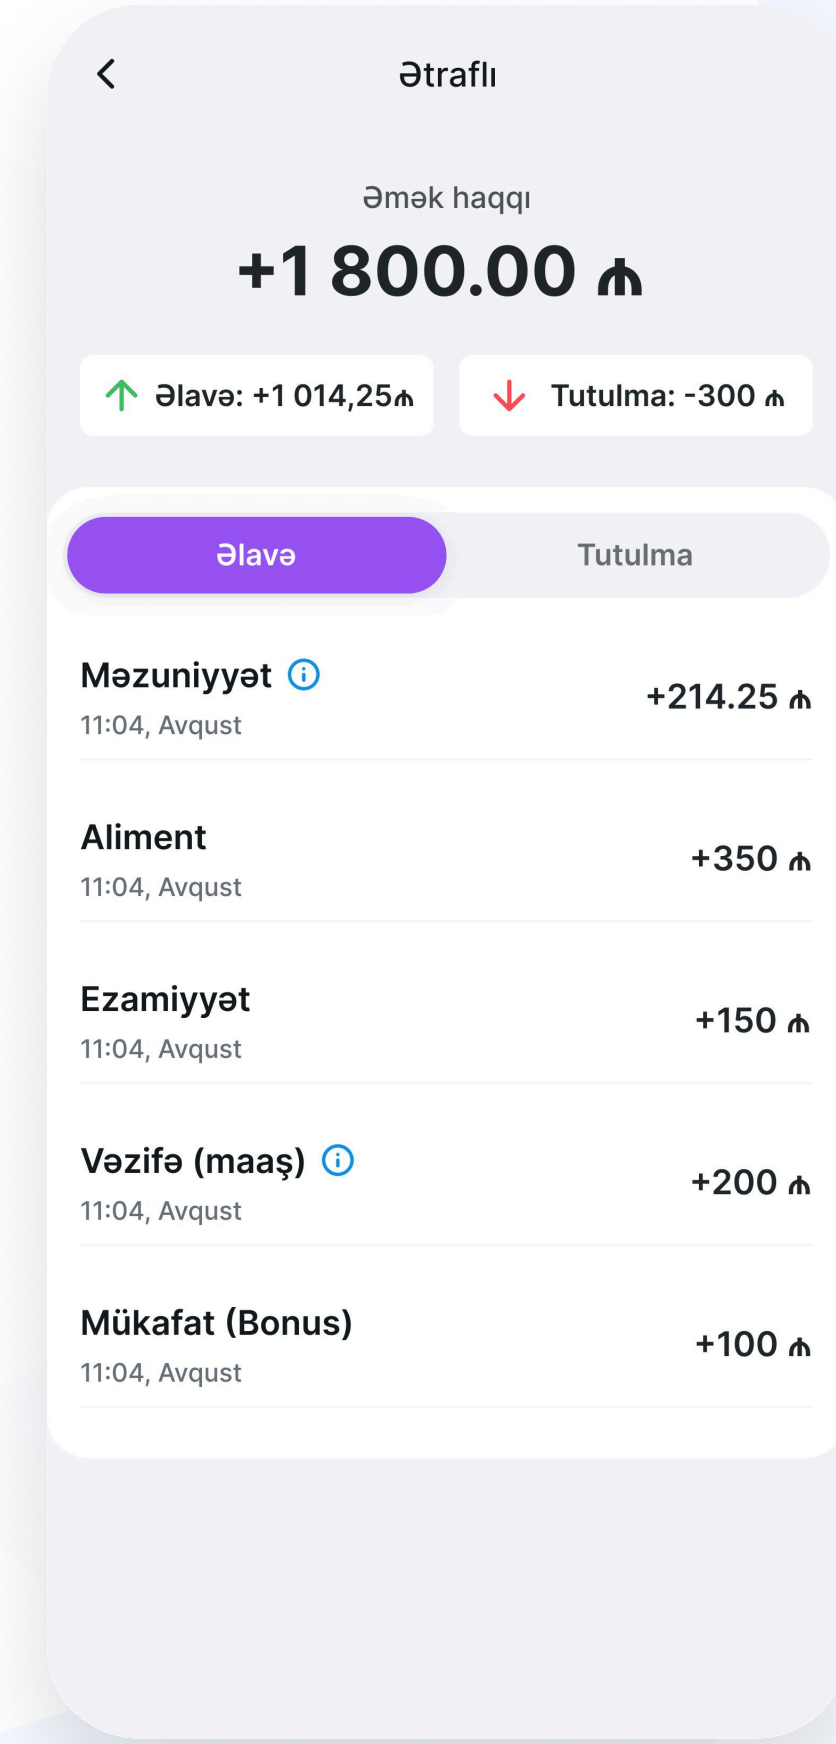 Ətraflı
Əmək haqqı
+1 800.00 ₼
Əlavə: +1 014,25₼
Tutulma: -300 ₼
Əlavə
Tutulma
Məzuniyyət
+214.25 ₼
11:04, Avqust
Aliment
+350 ₼
11:04, Avqust
Ezamiyyət
+150 ₼
11:04, Avqust
Vəzifə (maaş)
+200 ₼
11:04, Avqust
Mükafat (Bonus)
+100 ₼
11:04, Avqust